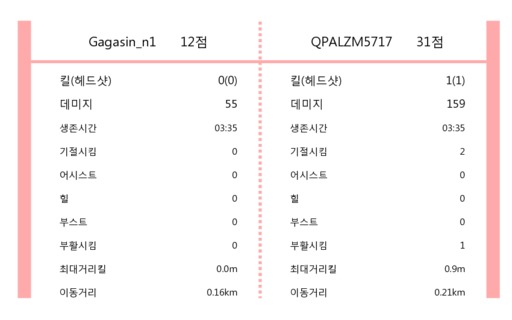 Gagasin_n1 12점 QPALZM5717 31점
킬(헤드샷) 0(0) 킬(헤드샷) 1(1)
데미지 55 데미지 159
생존시간 03:35 생존시간 03:35
기절시킴 0 기절시킴 2
어시스트 0 어시스트 0
힐 0 힐 0
부스트 0 부스트 0
부활시킴 0 부활시킴 1
최대거리킬 0.0m 최대거리킬 0.9m
이동거리 0.16km 이동거리 0.21km